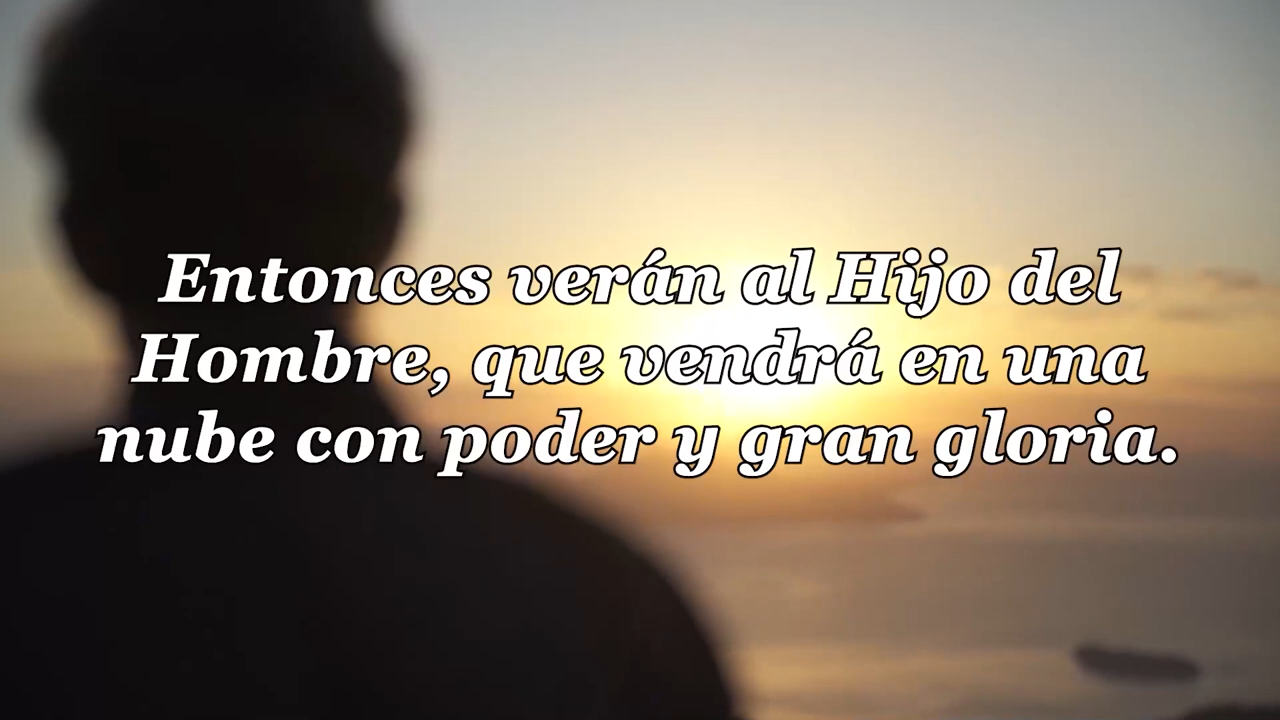 Entonces verán al Hijo del
Hombre, que vendrá en una
nube con poder y gran gloria.